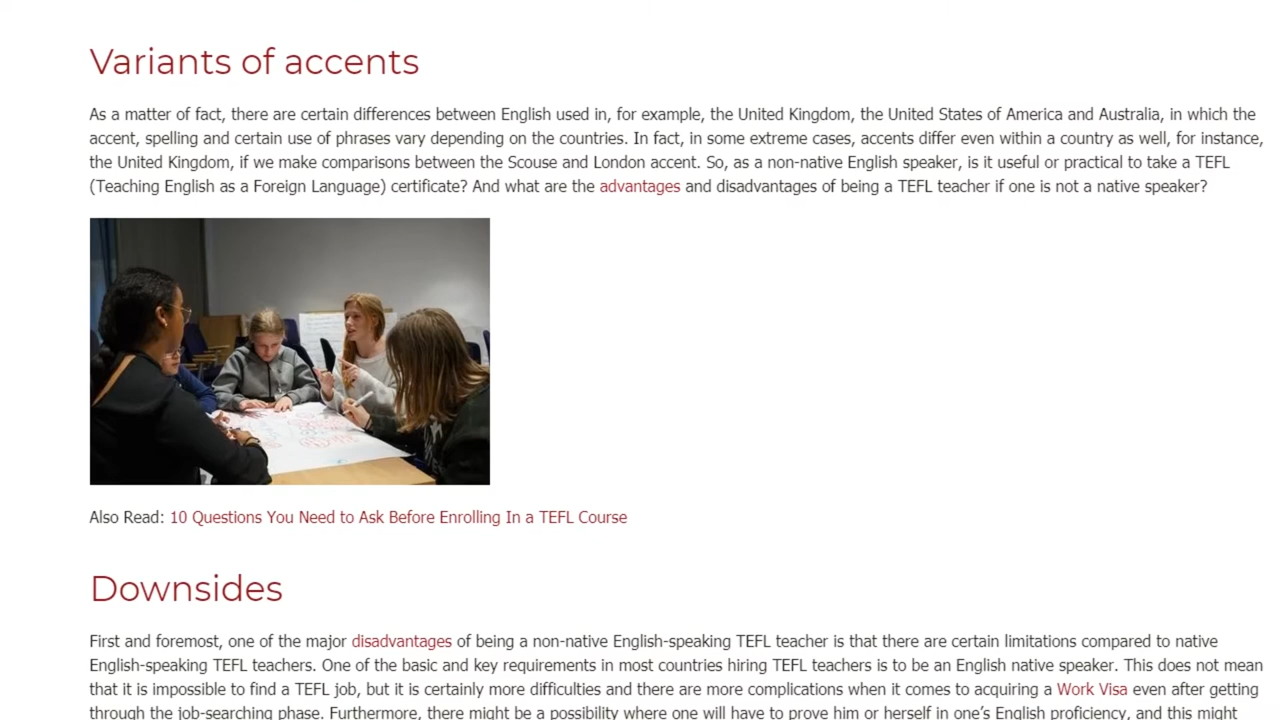 Variants of accents
As a matter of fact, there are certain differences between English used in, for example, the United Kingdom, the United States of America and Australia, in which the
accent, spelling and certain use of phrases vary depending on the countries. In fact, in some extreme cases, accents differ even within a country as well, for instance,
the United Kingdom, if we make comparisons between the Scouse and London accent. So, as a non-native English speaker, is it useful or practical to take a TEFL
(Teaching English as a Foreign Language) certificate? And what are the advantages and disadvantages of being a TEFL teacher if one is not a native speaker?
Also Read: 10 Questions You Need to Ask Before Enrolling In a TEFL Course
Downsides
First and foremost, one of the major disadvantages of being a non-native English-speaking TEFL teacher is that there are certain limitations compared to native
English-speaking TEFL teachers. One of the basic and key requirements in most countries hiring TEFL teachers is to be an English native speaker. This does not mean
that it is impossible to find a TEFL job, but it is certainly more difficulties and there are more complications when it comes to acquiring a Work Visa even after getting
through the job-searching phase. Furthermore, there might be a possibility where one will have to prove him or herself in one's English proficiency, and this might